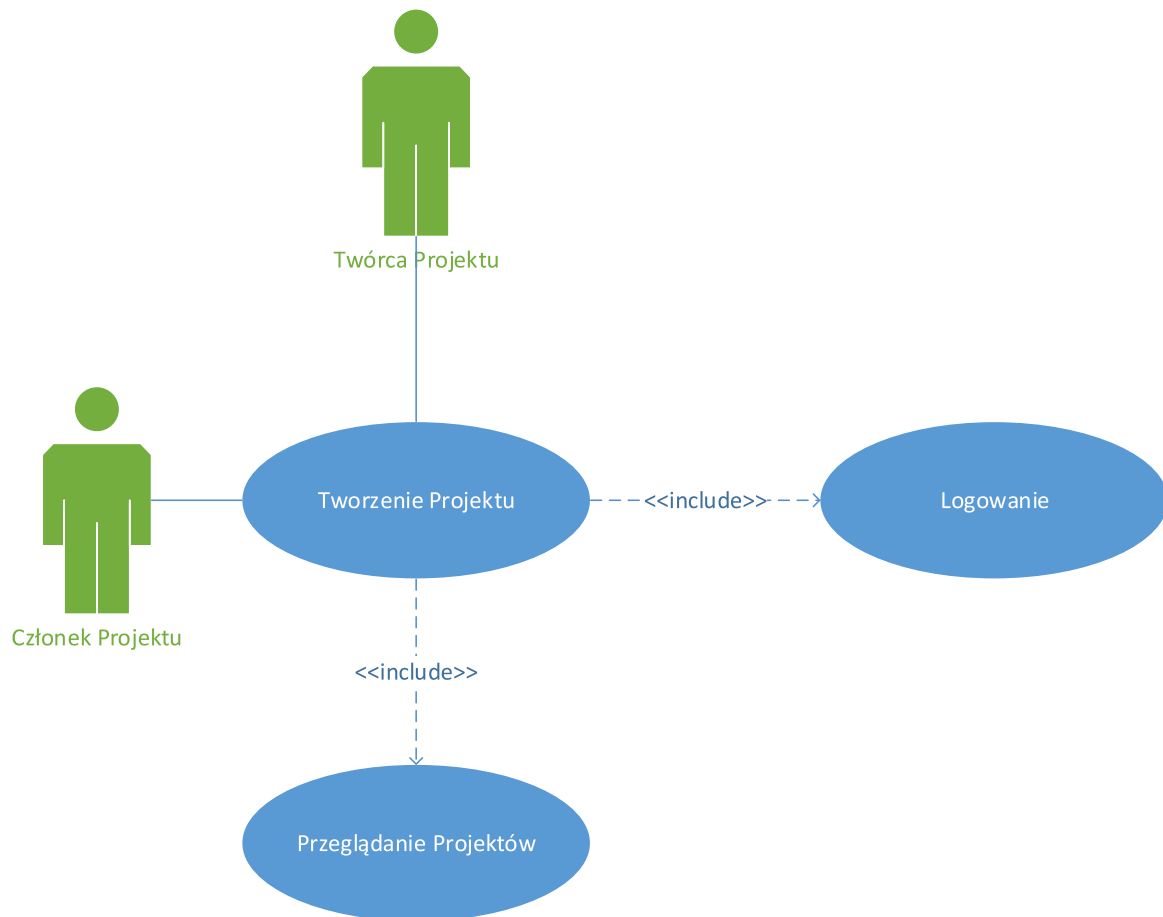 Twórca Projektu
Tworzenie Projektu
<<include>>
Logowanie
Członek Projektu
<<include>>
Przeglądanie Projektów